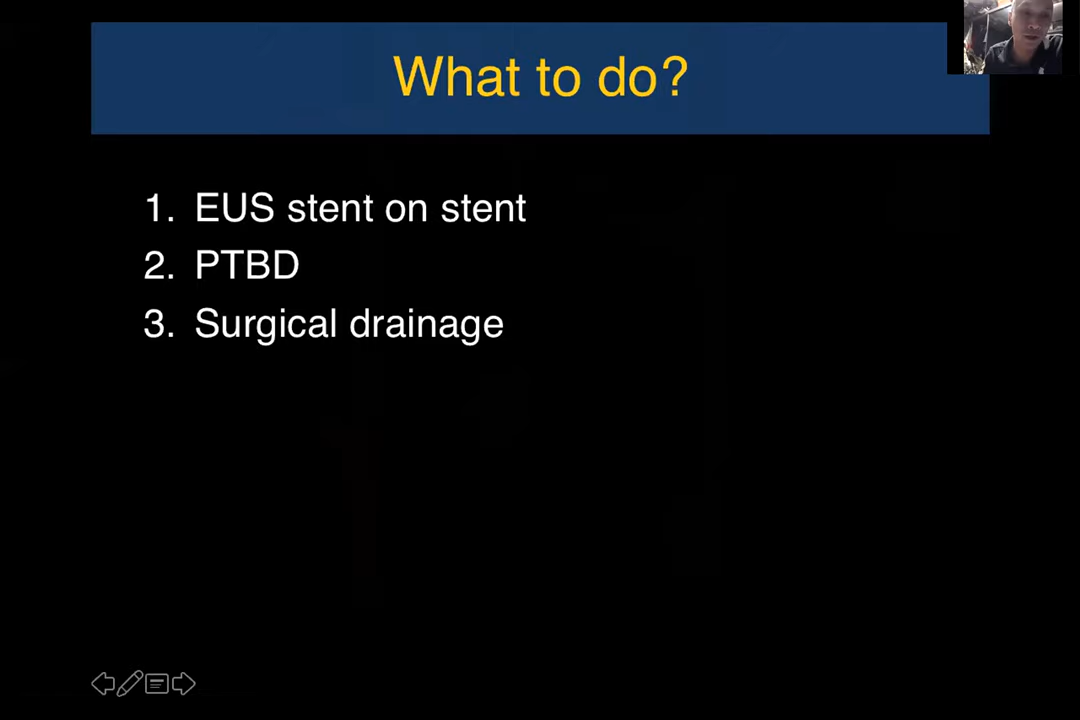 What to do?
1. EUS stent on stent
2. PTBD
3. Surgical drainage